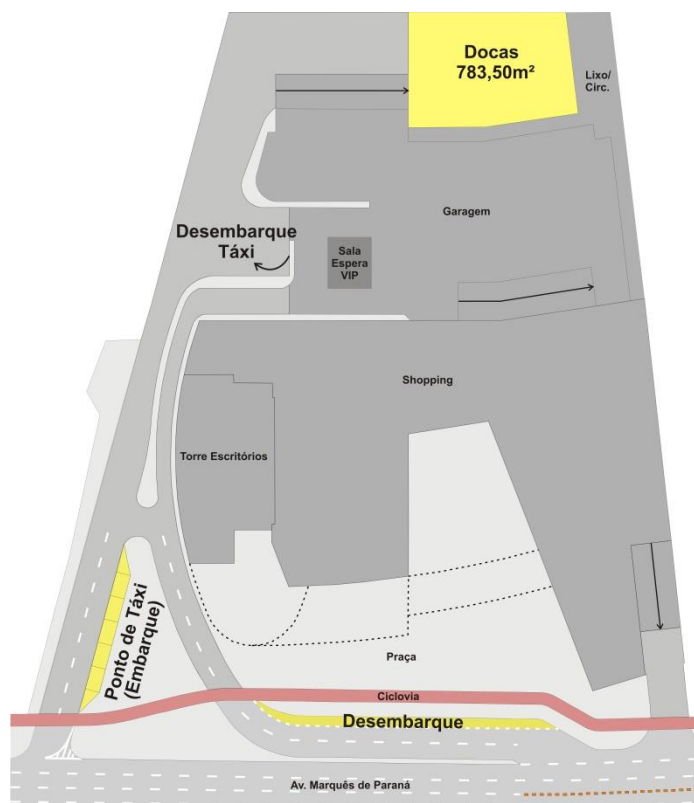 Docas
783,50m²
Lixo/
Circ.
Garagem
Desembarque
Táxi
Sala
Espera
VIP
Shopping
Torre Escritórios
Ponto de Táxi
(Embarque)
Praça
Ciclovia
Desembarque
Av. Marquês de Paraná